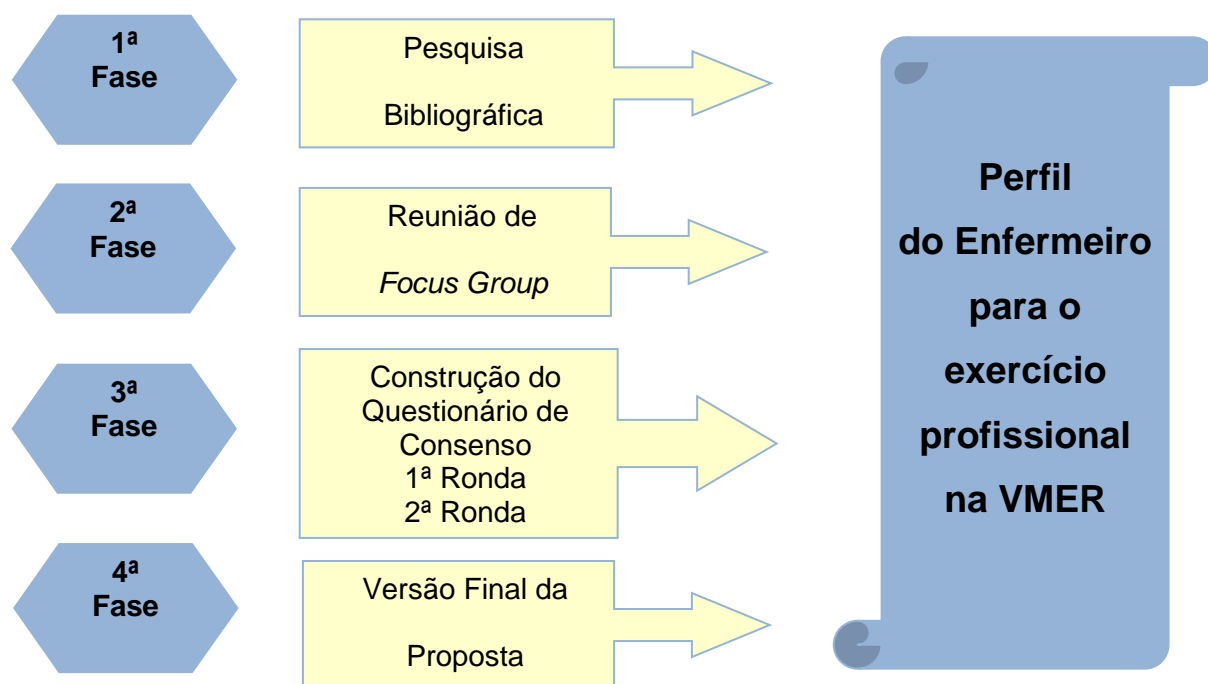 1ª
Fase
Pesquisa
Bibliográfica
2ª
Fase
Reunião de
Focus Group
3ª
Fase
Construção do
Questionário de
Consenso
1ª Ronda
2ª Ronda
4ª
Fase
Versão Final da
Proposta
Perfil
do Enfermeiro
para o
exercício
profissional
na VMER